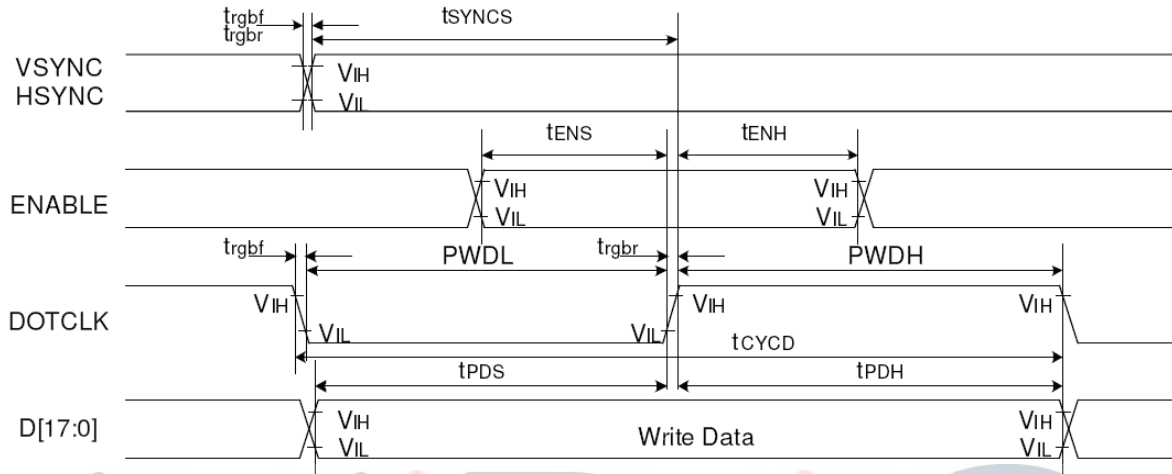 trgbf
trgbr
tSYNCS
VSYNC
HSYNC
VIH
VIL
tENS
tENH
ENABLE
VIH
VIL
VIH
VIL
trgbf
PWDL
trgbr
PWDH
DOTCLK
VIH
VIL
VIL
VIH
VIH
tCYCD
tPDS
tPDH
D[17:0]
VIH
VIL
Write Data
VIH
VIL